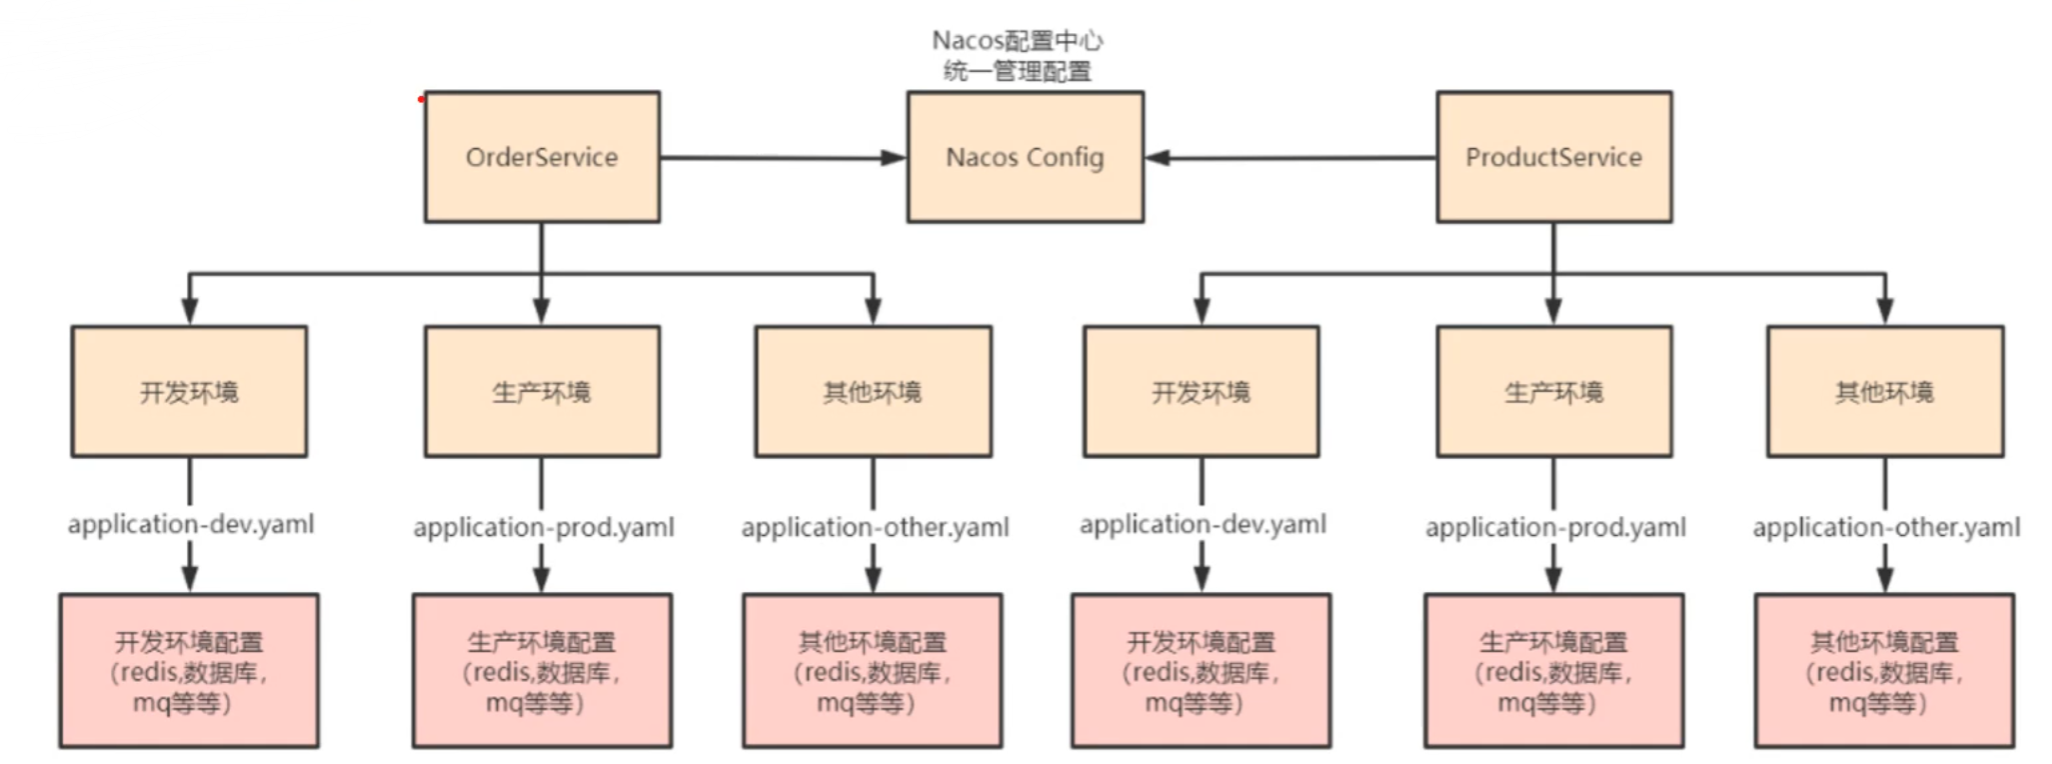 Nacos配置中心
统一管理配置
OrderService
Nacos Config
ProductService
开发环境
生产环境
其他环境
开发环境
生产环境
其他环境
application-dev.yaml
application-prod.yaml
application-other.yaml
application-dev.yaml
application-prod.yaml
application-other.yaml
开发环境配置
(redis,数据库，
mq等等)
生产环境配置
(redis,数据库，
mq等等)
其他环境配置
(redis,数据库，
mq等等)
开发环境配置
(redis,数据库，
mq等等)
生产环境配置
(redis,数据库，
mq等等)
其他环境配置
(redis,数据库，
mq等等)